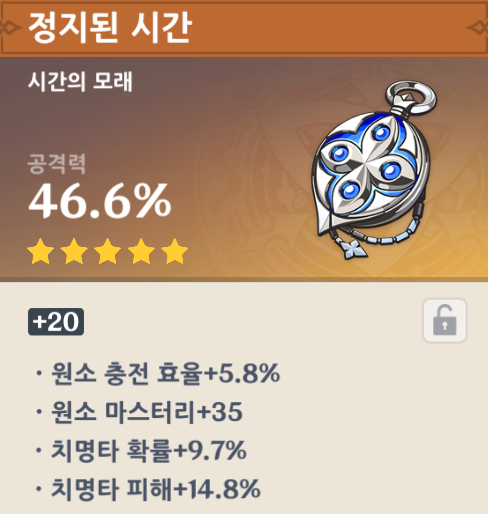 정지된 시간
시간의 모래
공격력
46.6%
+20
· 원소 충전 효율+5.8%
· 원소 마스터리+35
· 치명타 확률+9.7%
· 치명타 피해+14.8%